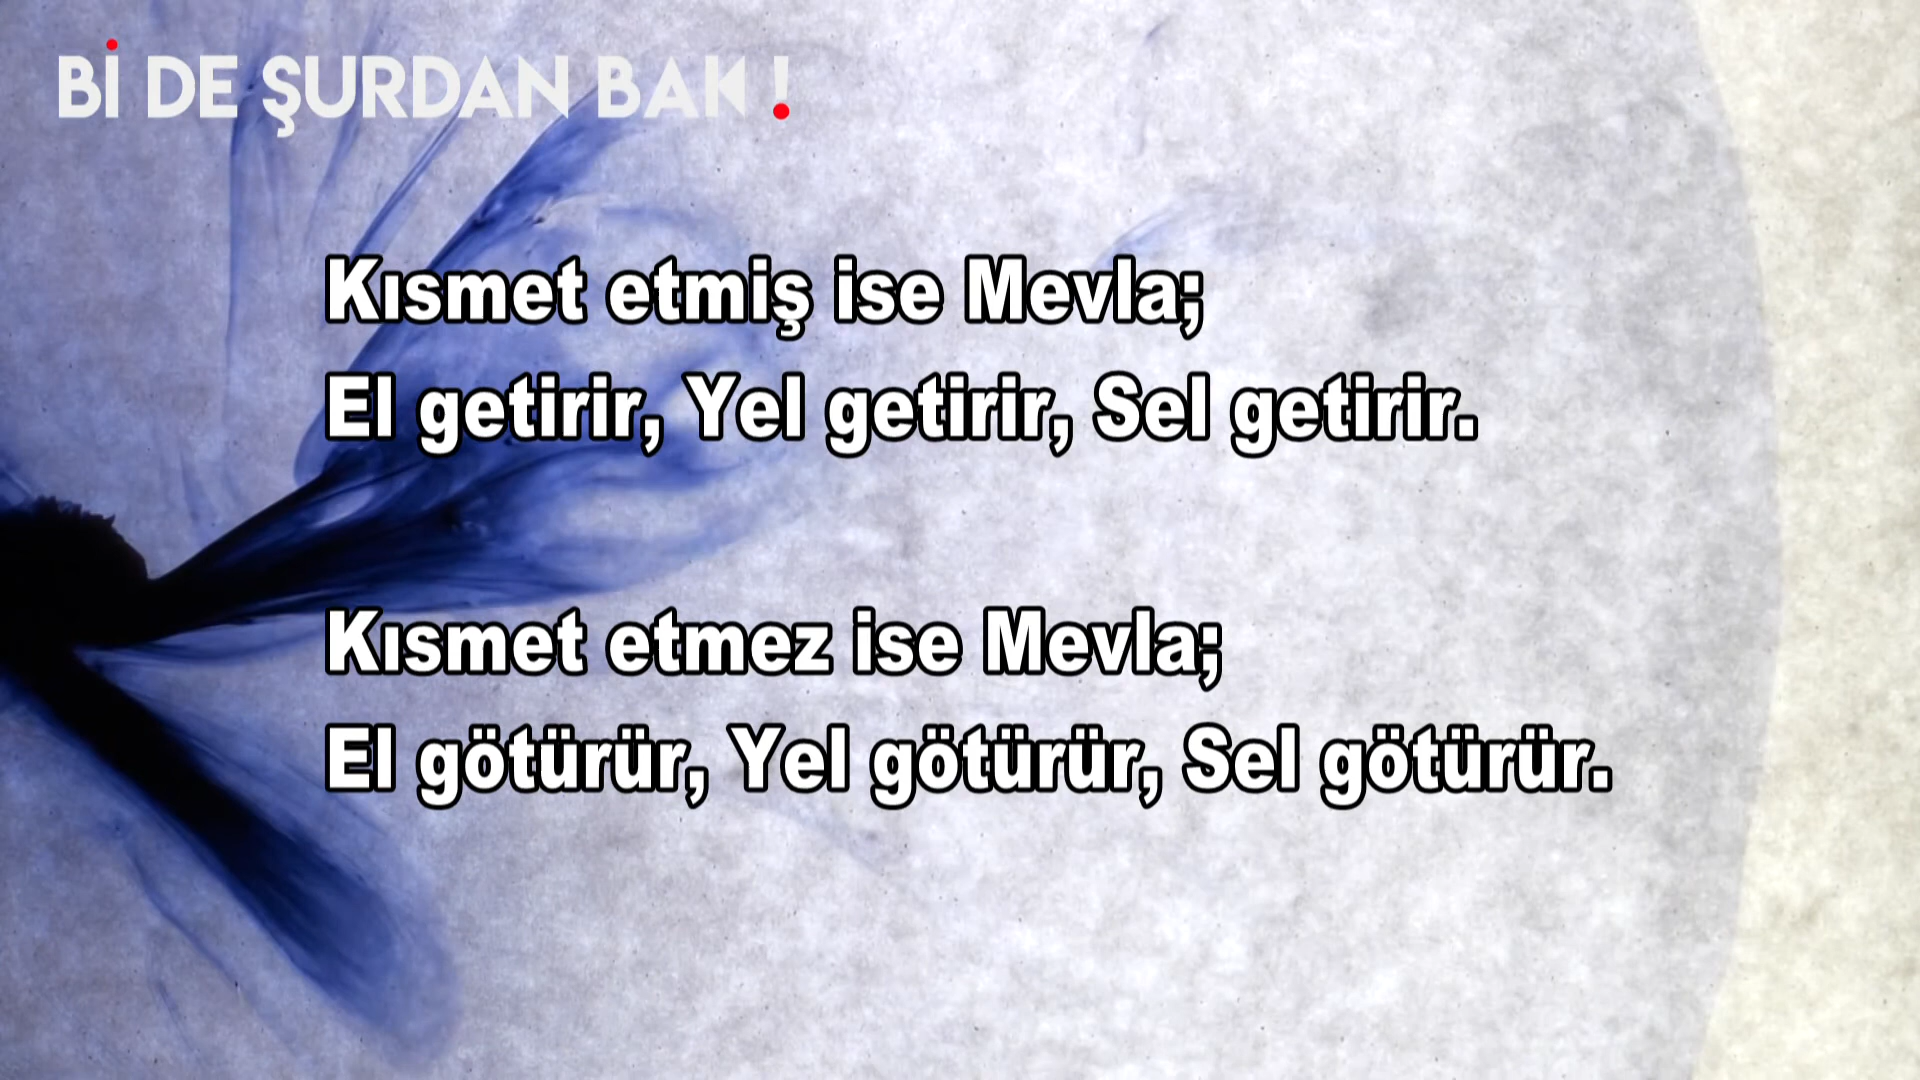 Bİ DE ŞURDAN BAK !
Kısmet etmiş ise Mevla;
El getirir, Yel getirir, Sel getirir.
Kısmet etmez ise Mevla;
El götürür, Yel götürür, Sel götürür.